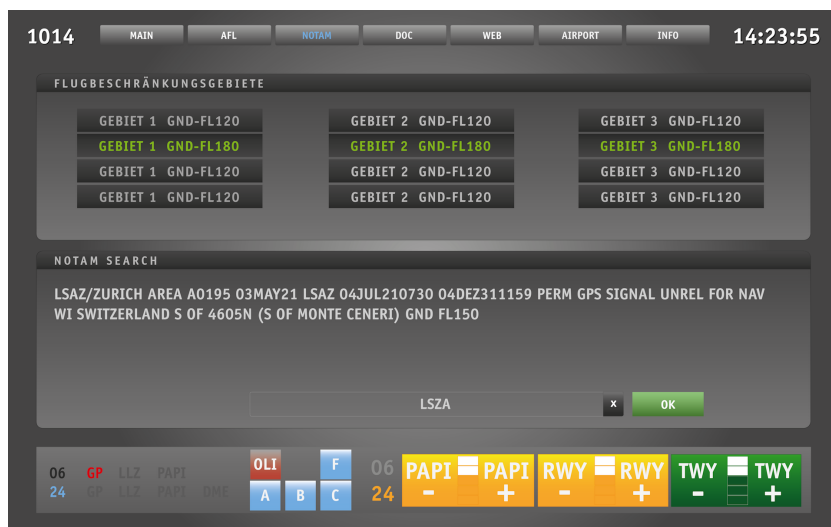 1014 MAIN AFL NOTAM DOC WEB AIRPORT INFO 14:23:55
FLUGBESCHRÄNKUNGSGEBIETE
GEBIET 1 GND-FL120 GEBIET 2 GND-FL120 GEBIET 3 GND-FL120
GEBIET 1 GND-FL180 GEBIET 2 GND-FL180 GEBIET 3 GND-FL180
GEBIET 1 GND-FL120 GEBIET 2 GND-FL120 GEBIET 3 GND-FL120
GEBIET 1 GND-FL120 GEBIET 2 GND-FL120 GEBIET 3 GND-FL120
NOTAM SEARCH
LSAZ/ZURICH AREA A0195 03MAY21 LSAZ 04JUL210730 04DEZ311159 PERM GPS SIGNAL UNREL FOR NAV
WI SWITZERLAND S OF 4605N (S OF MONTE CENERI) GND FL150
LSZA x OK
06 GP LLZ PAPI
24 GP LLZ PAPI DME
OLI F
A B C
06
24
PAPI PAPI RWY RWY TWY TWY
- + - + - +